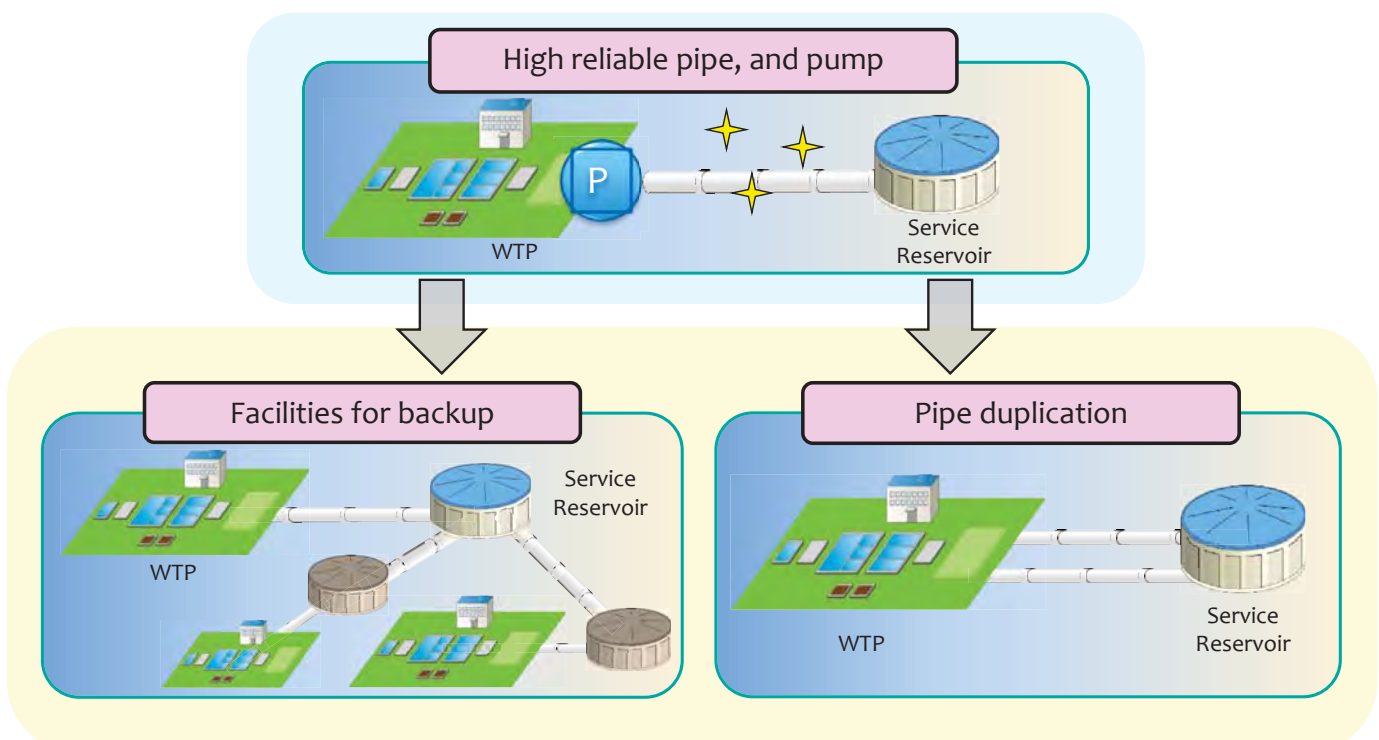 High reliable pipe, and pump
P
WTP
Service
Reservoir
Facilities for backup
Service
Reservoir
WTP
Pipe duplication
WTP
Service
Reservoir